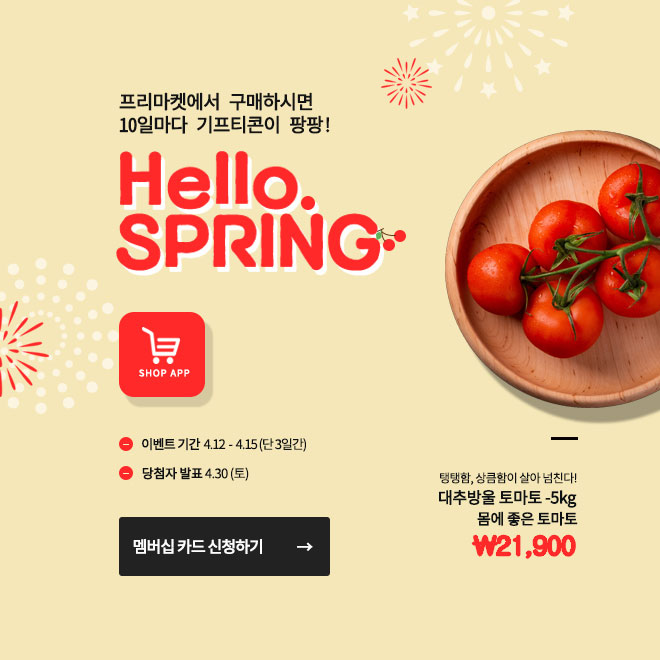 프리마켓에서 구매하시면
10일마다 기프티콘이 팡팡!
Hello.
SPRING
SHOP APP
이벤트 기간 4.12 - 4.15 (단 3일간)
당첨자 발표 4.30 (토)
멤버십 카드 신청하기 →
탱탱함, 상큼함이 살아 넘친다!
대추방울 토마토 -5kg
몸에 좋은 토마토
₩21,900